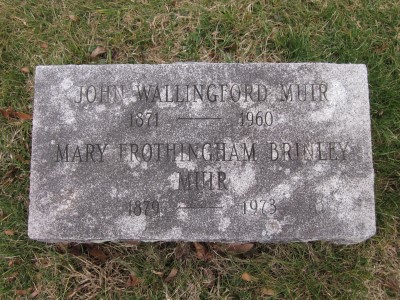 JOHN WALLINGFORD MUIR
1871 — 1960
MARY FROTHINGHAM BRINLEY
MUIR
1879 — 1973